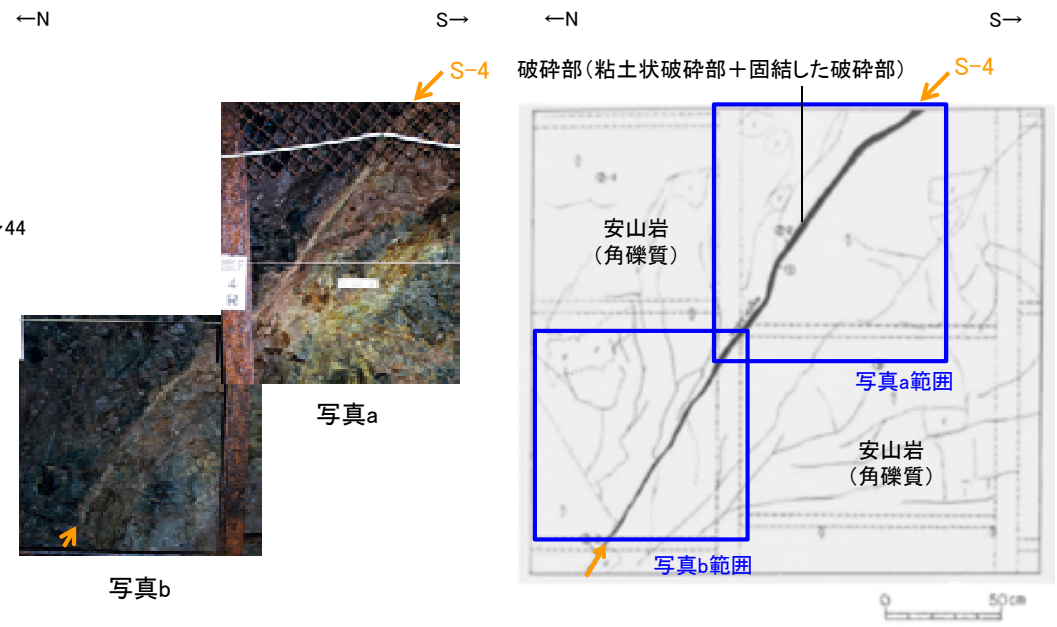 ←N
S→
←N
S→
S-4
破砕部（粘土状破砕部＋固結した破砕部）
S-4
44
安山岩
（角礫質）
4
写真a範囲
写真a
安山岩
（角礫質）
写真b範囲
写真b
0
50cm